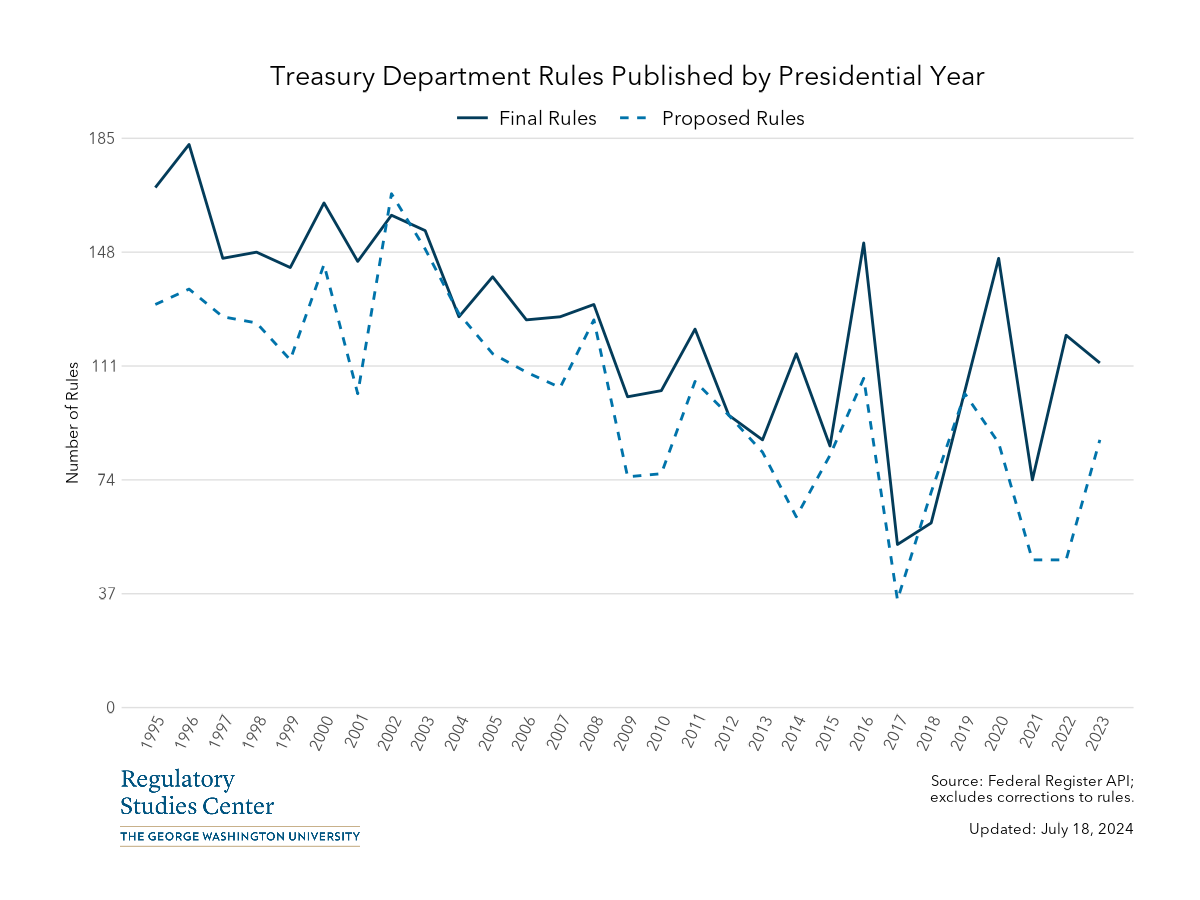 Treasury Department Rules Published by Presidential Year
Final Rules Proposed Rules
185
148
111
74
37
0
Number of Rules
1995 1996 1997 1998 1999 2000 2001 2002 2003 2004 2005 2006 2007 2008 2009 2010 2011 2012 2013 2014 2015 2016 2017 2018 2019 2020 2021 2022 2023
Regulatory
Studies Center
THE GEORGE WASHINGTON UNIVERSITY
Source: Federal Register API;
excludes corrections to rules.
Updated: July 18, 2024